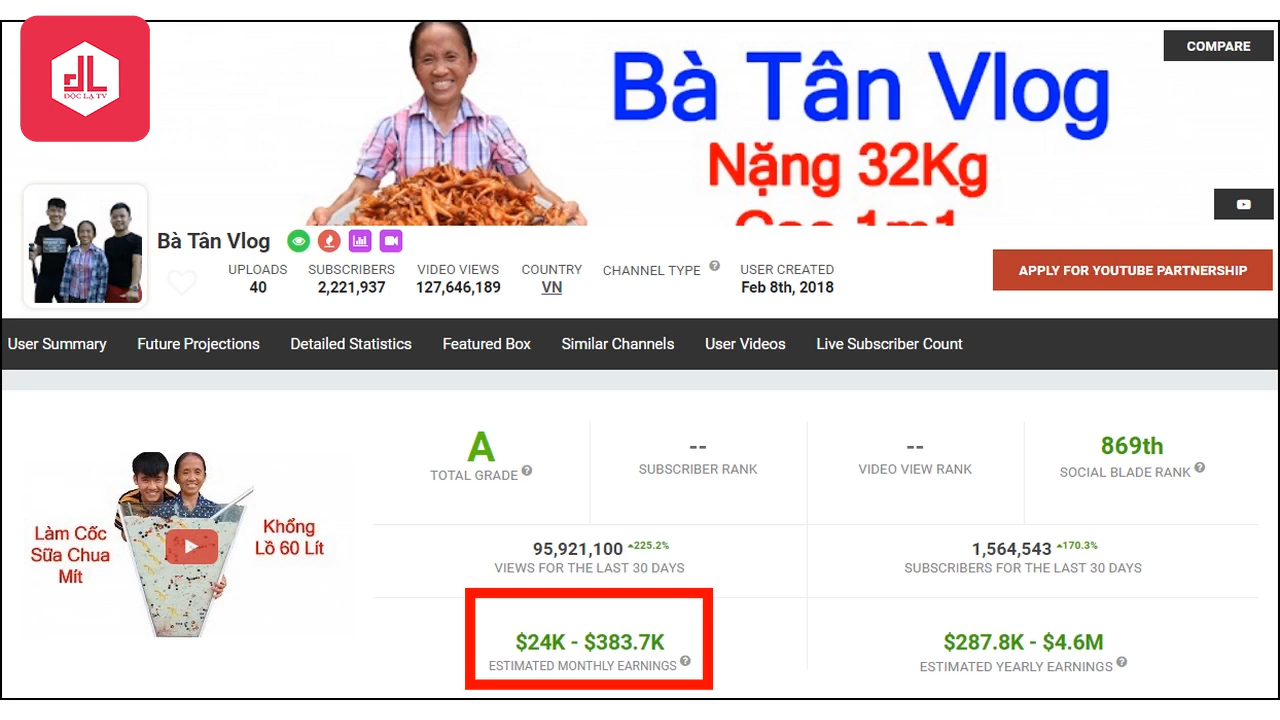 ĐỘC LẠ TV
COMPARE
Bà Tân Vlog
Nặng 32Kg
Cao 1m1
Bà Tân Vlog
UPLOADS
40
SUBSCRIBERS
2,221,937
VIDEO VIEWS
127,646,189
COUNTRY
VN
CHANNEL TYPE
USER CREATED
Feb 8th, 2018
APPLY FOR YOUTUBE PARTNERSHIP
User Summary Future Projections Detailed Statistics Featured Box Similar Channels User Videos Live Subscriber Count
Làm Cốc
Sữa Chua
Mít
Khổng
Lồ 60 Lít
A
TOTAL GRADE
--
SUBSCRIBER RANK
--
VIDEO VIEW RANK
869th
SOCIAL BLADE RANK
95,921,100 225.2%
VIEWS FOR THE LAST 30 DAYS
1,564,543 170.3%
SUBSCRIBERS FOR THE LAST 30 DAYS
$24K - $383.7K
ESTIMATED MONTHLY EARNINGS
$287.8K - $4.6M
ESTIMATED YEARLY EARNINGS